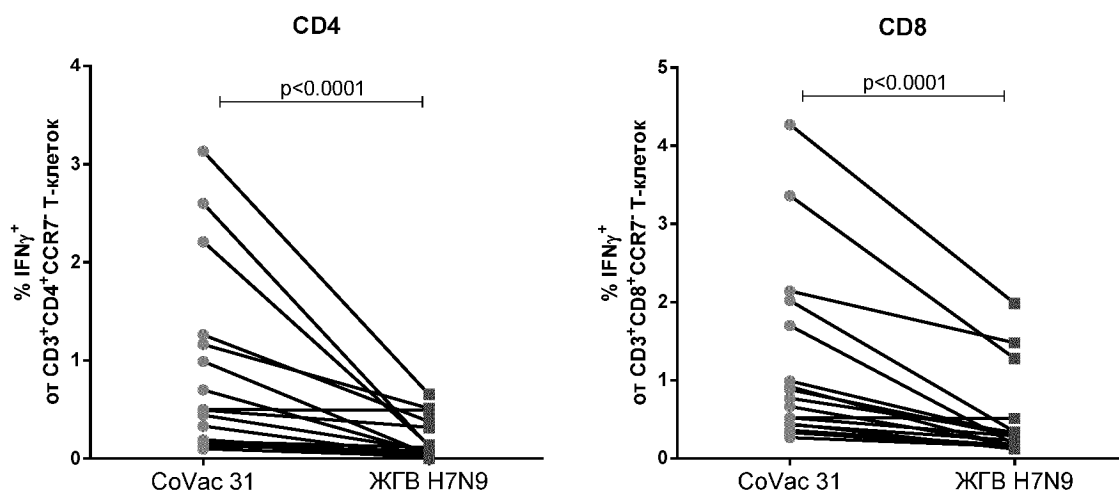 CD4
p<0.0001
4
3
2
1
0
% IFNγ⁺
от CD3⁺CD4⁺CCR7⁻ Т-клеток
CoVac 31 ЖГВ H7N9
CD8
p<0.0001
5
4
3
2
1
0
% IFNγ⁺
от CD3⁺CD8⁺CCR7⁻ Т-клеток
CoVac 31 ЖГВ H7N9